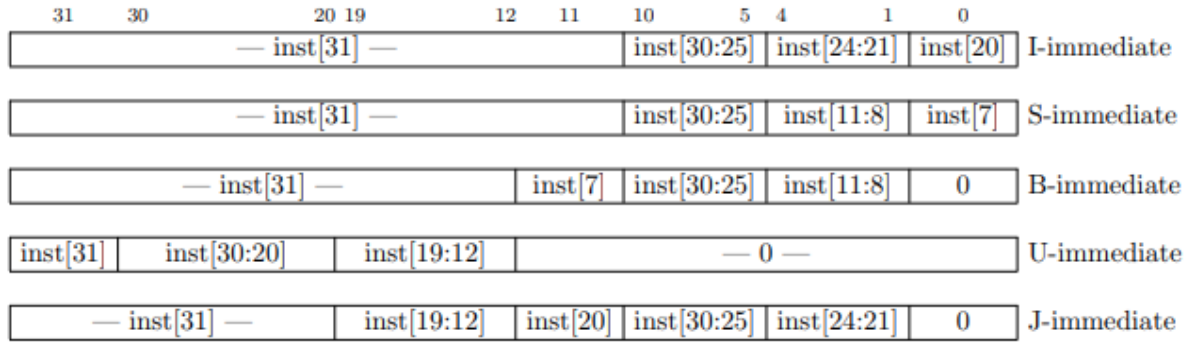 31 30 20 19 12 11 10 5 4 1 0
— inst[31] — inst[30:25] inst[24:21] inst[20] I-immediate
— inst[31] — inst[30:25] inst[11:8] inst[7] S-immediate
— inst[31] — inst[7] inst[30:25] inst[11:8] 0 B-immediate
inst[31] inst[30:20] inst[19:12] — 0 — U-immediate
— inst[31] — inst[19:12] inst[20] inst[30:25] inst[24:21] 0 J-immediate